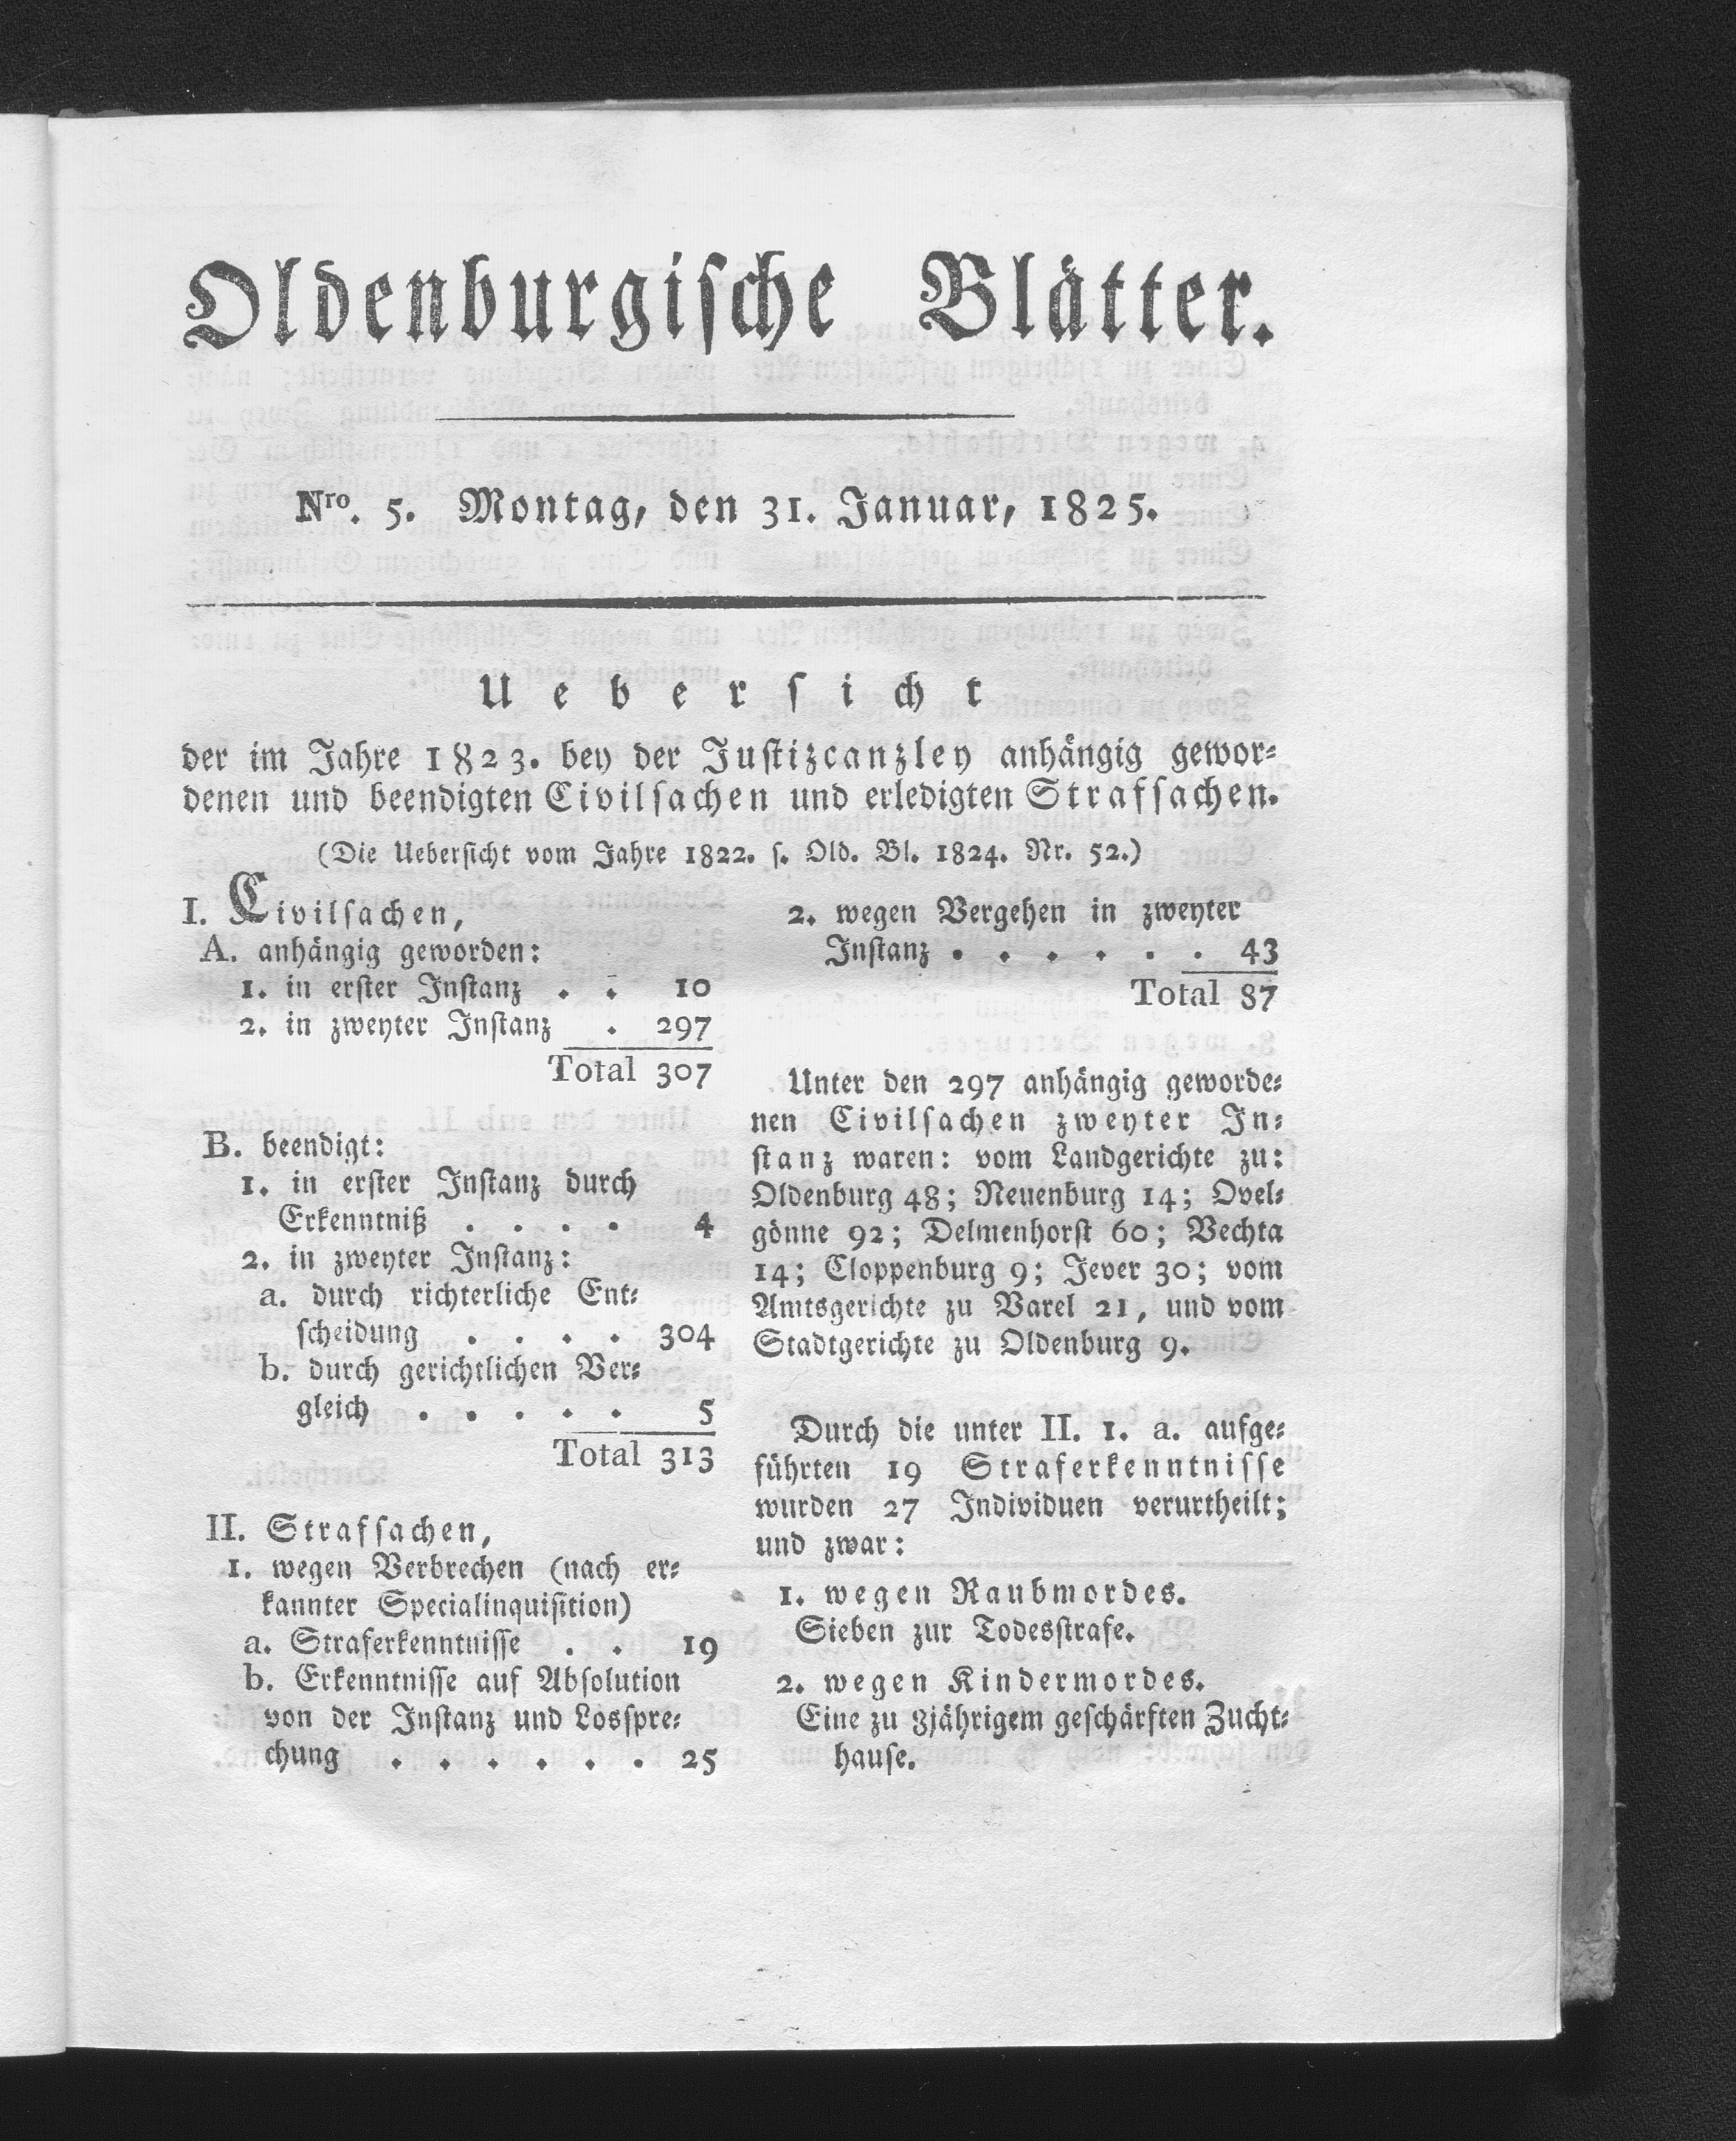 Oldenburgische Blätter.
Nro. 5. Montag, den 31. Januar, 1825.
Uebersicht
der im Jahre 1823. bey der Justizcanzley anhängig gewor-
denen und beendigten Civilsachen und erledigten Strafsachen.
(Die Uebersicht vom Jahre 1822. s. Old. Bl. 1824. Nr. 52.)
I. Civilsachen,
A. anhängig geworden:
1. in erster Instanz . . 10
2. in zweyter Instanz . 297
Total 307
B. beendigt:
1. in erster Instanz durch
Erkenntniß . . . . 4
2. in zweyter Instanz:
a. durch richterliche Ent-
scheidung . . . . 304
b. durch gerichtlichen Ver-
gleich . . . . . 5
Total 313
II. Strafsachen,
1. wegen Verbrechen (nach er-
kannter Specialinquisition)
a. Straferkenntnisse . . 19
b. Erkenntnisse auf Absolution
von der Instanz und Losspre-
chung . . . . . . 25
2. wegen Vergehen in zweyter
Instanz . . . . . . 43
Total 87
Unter den 297 anhängig geworde-
nen Civilsachen zweyter In-
stanz waren: vom Landgerichte zu:
Oldenburg 48; Neuenburg 14; Ovel-
gönne 92; Delmenhorst 60; Vechta
14; Cloppenburg 9; Jever 30; vom
Amtsgerichte zu Varel 21, und vom
Stadtgerichte zu Oldenburg 9.
Durch die unter II. 1. a. aufge-
führten 19 Straferkenntnisse
wurden 27 Individuen verurtheilt;
und zwar:
1. wegen Raubmordes.
Sieben zur Todesstrafe.
2. wegen Kindermordes.
Eine zu 8jährigem geschärften Zucht-
hause.